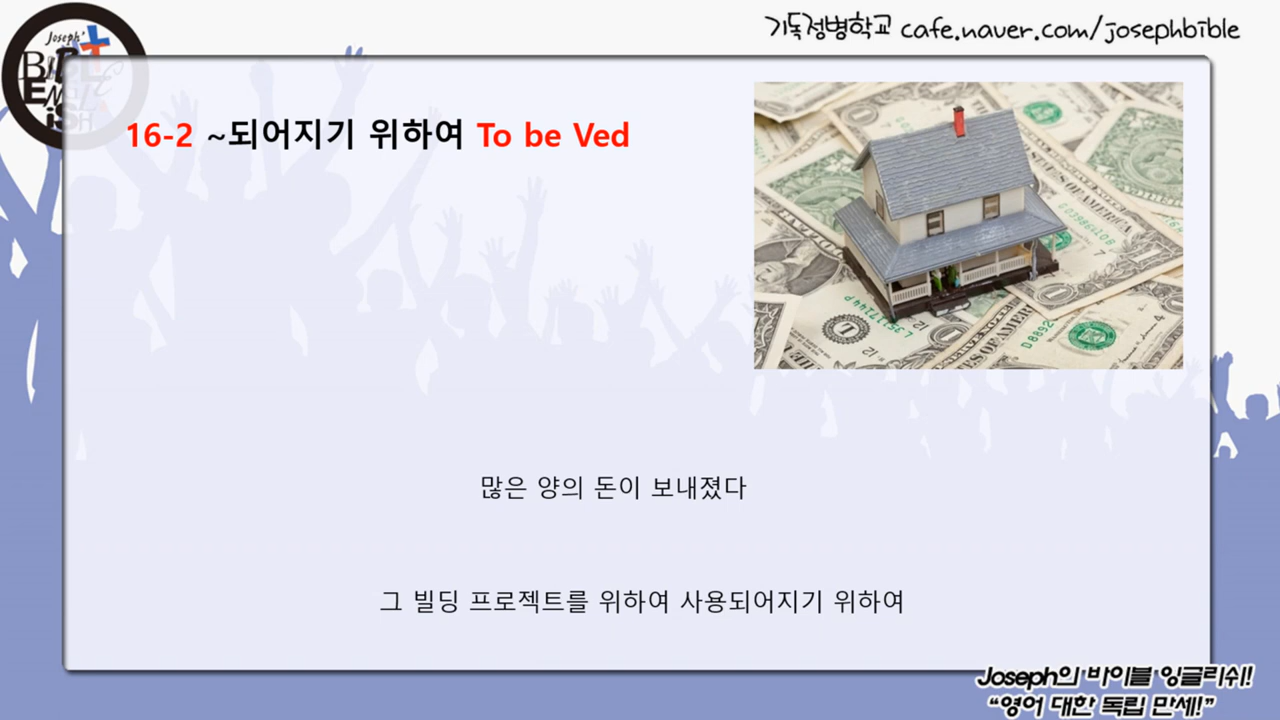 Joseph's
BIBLE
ENGLISH
기독정병학교 cafe.naver.com/josephbible
16-2 ~되어지기 위하여 To be Ved
많은 양의 돈이 보내졌다
그 빌딩 프로젝트를 위하여 사용되어지기 위하여
Joseph의 바이블 잉글리쉬!
“영어 대한 독립 만세!”